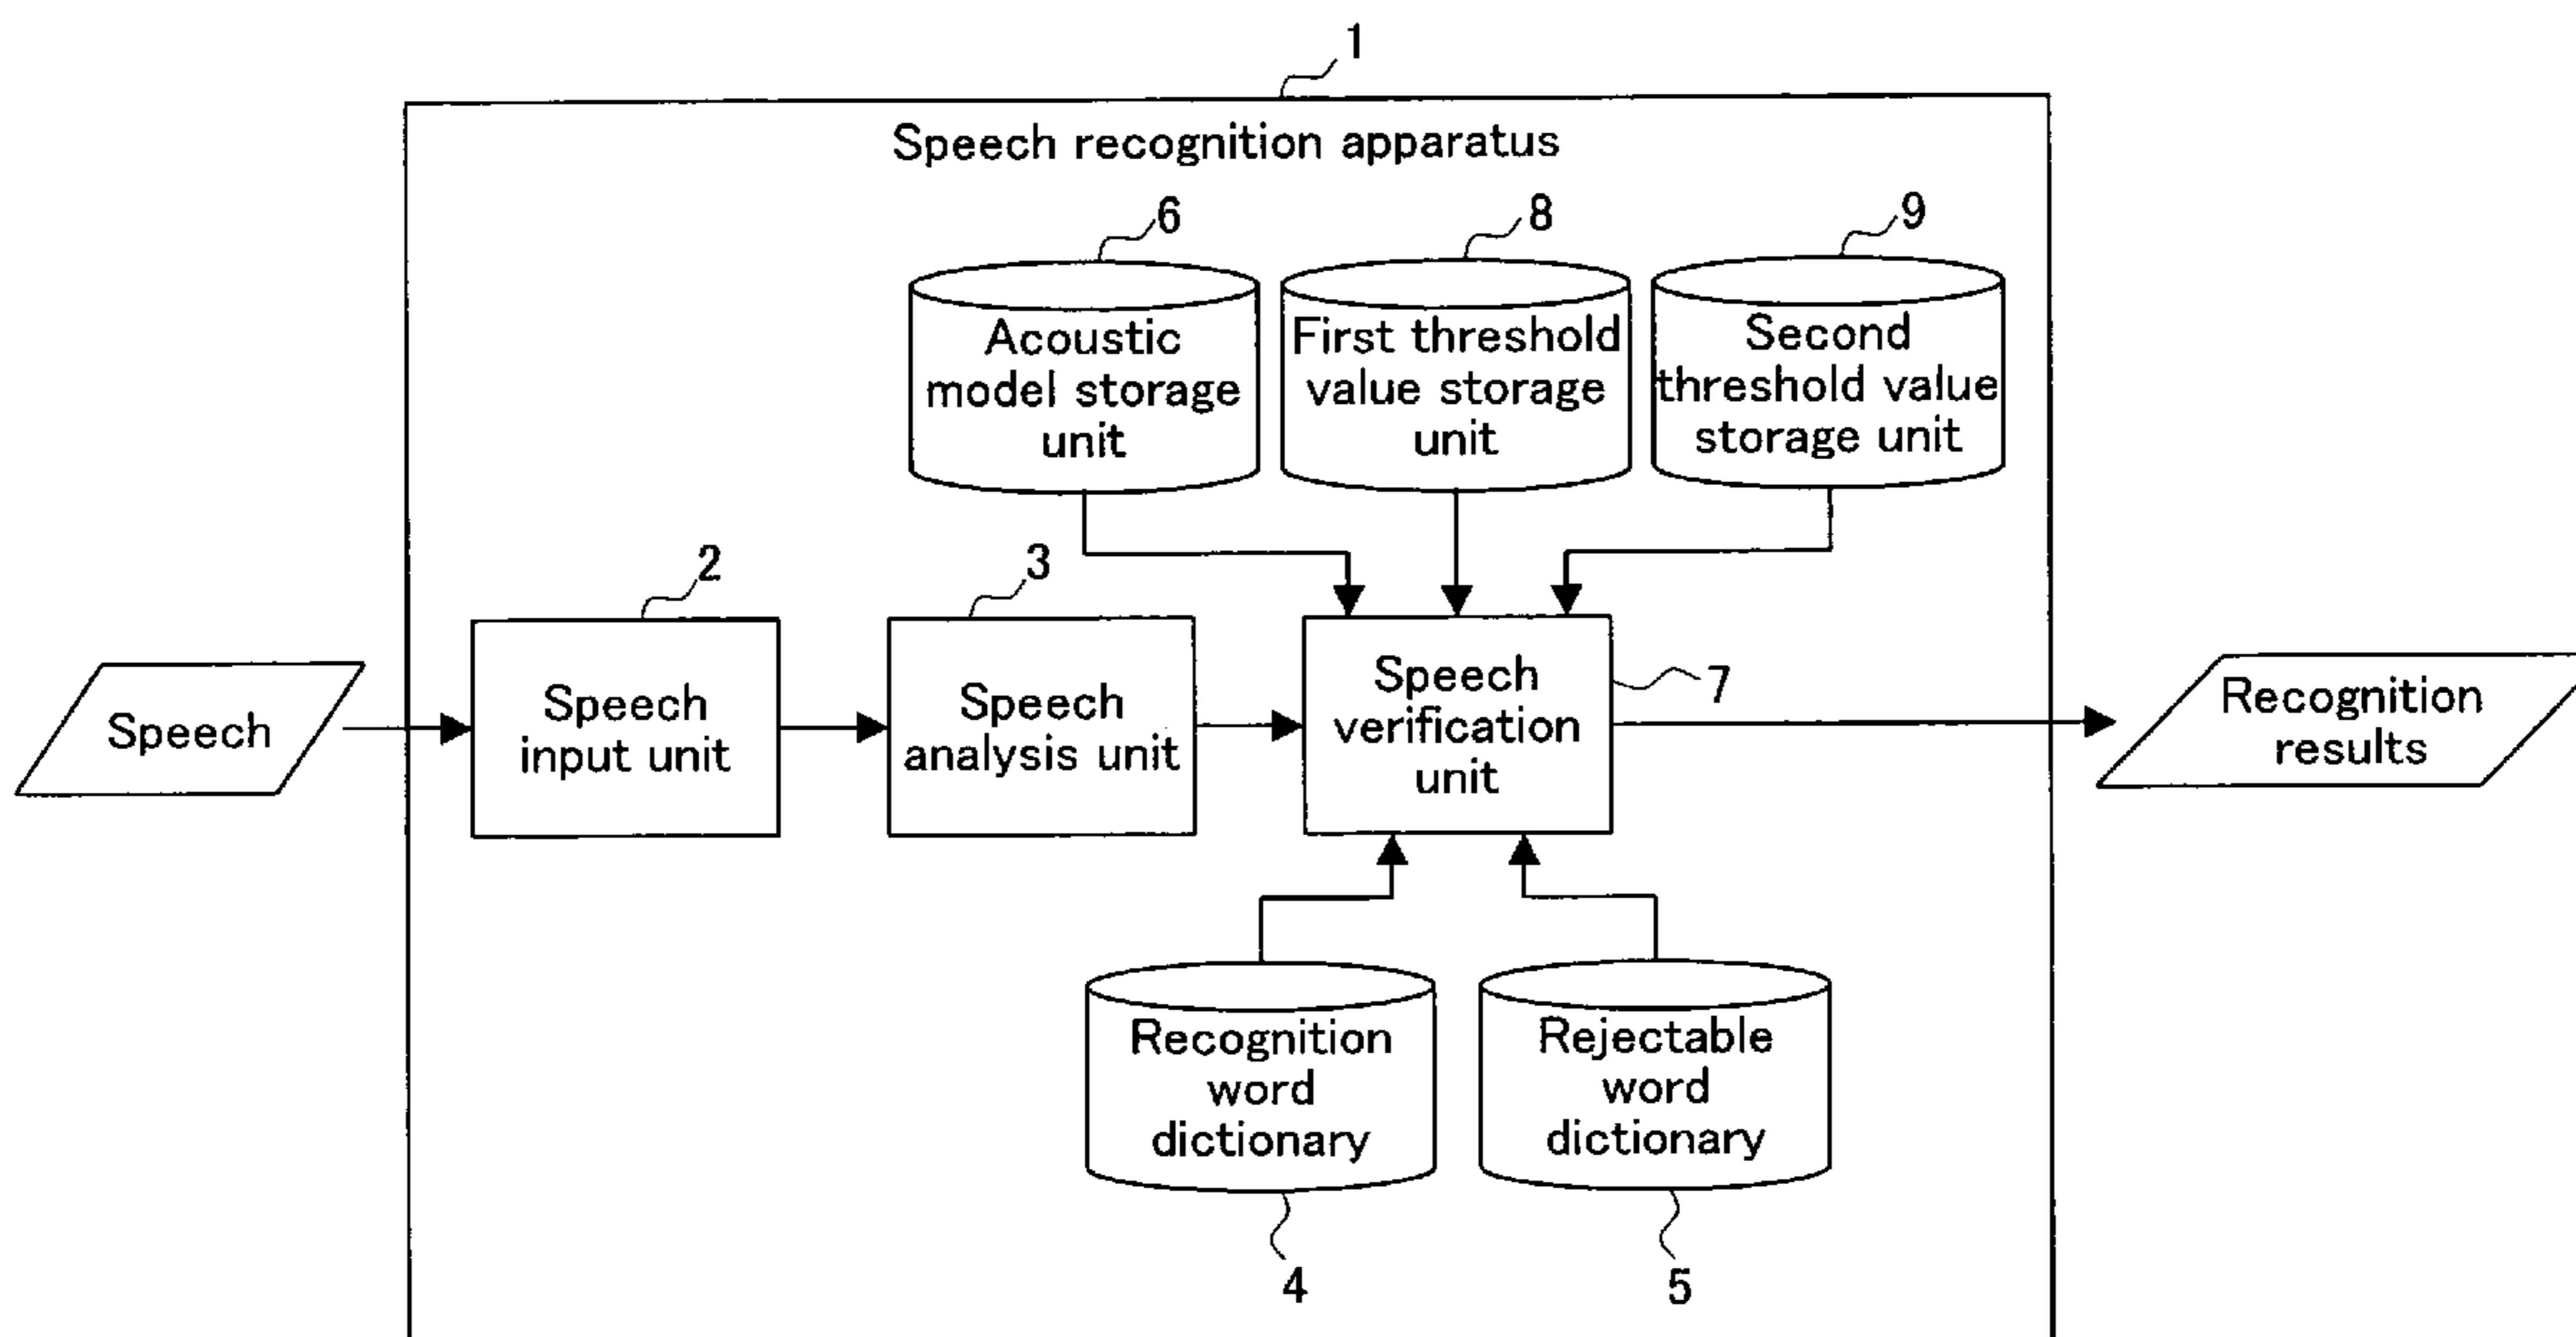 1
Speech recognition apparatus
6
8
9
Acoustic
model storage
unit
First threshold
value storage
unit
Second
threshold value
storage unit
2
3
Speech
Speech
input unit
Speech
analysis unit
Speech
verification
unit
7
Recognition
results
Recognition
word
dictionary
Rejectable
word
dictionary
4
5